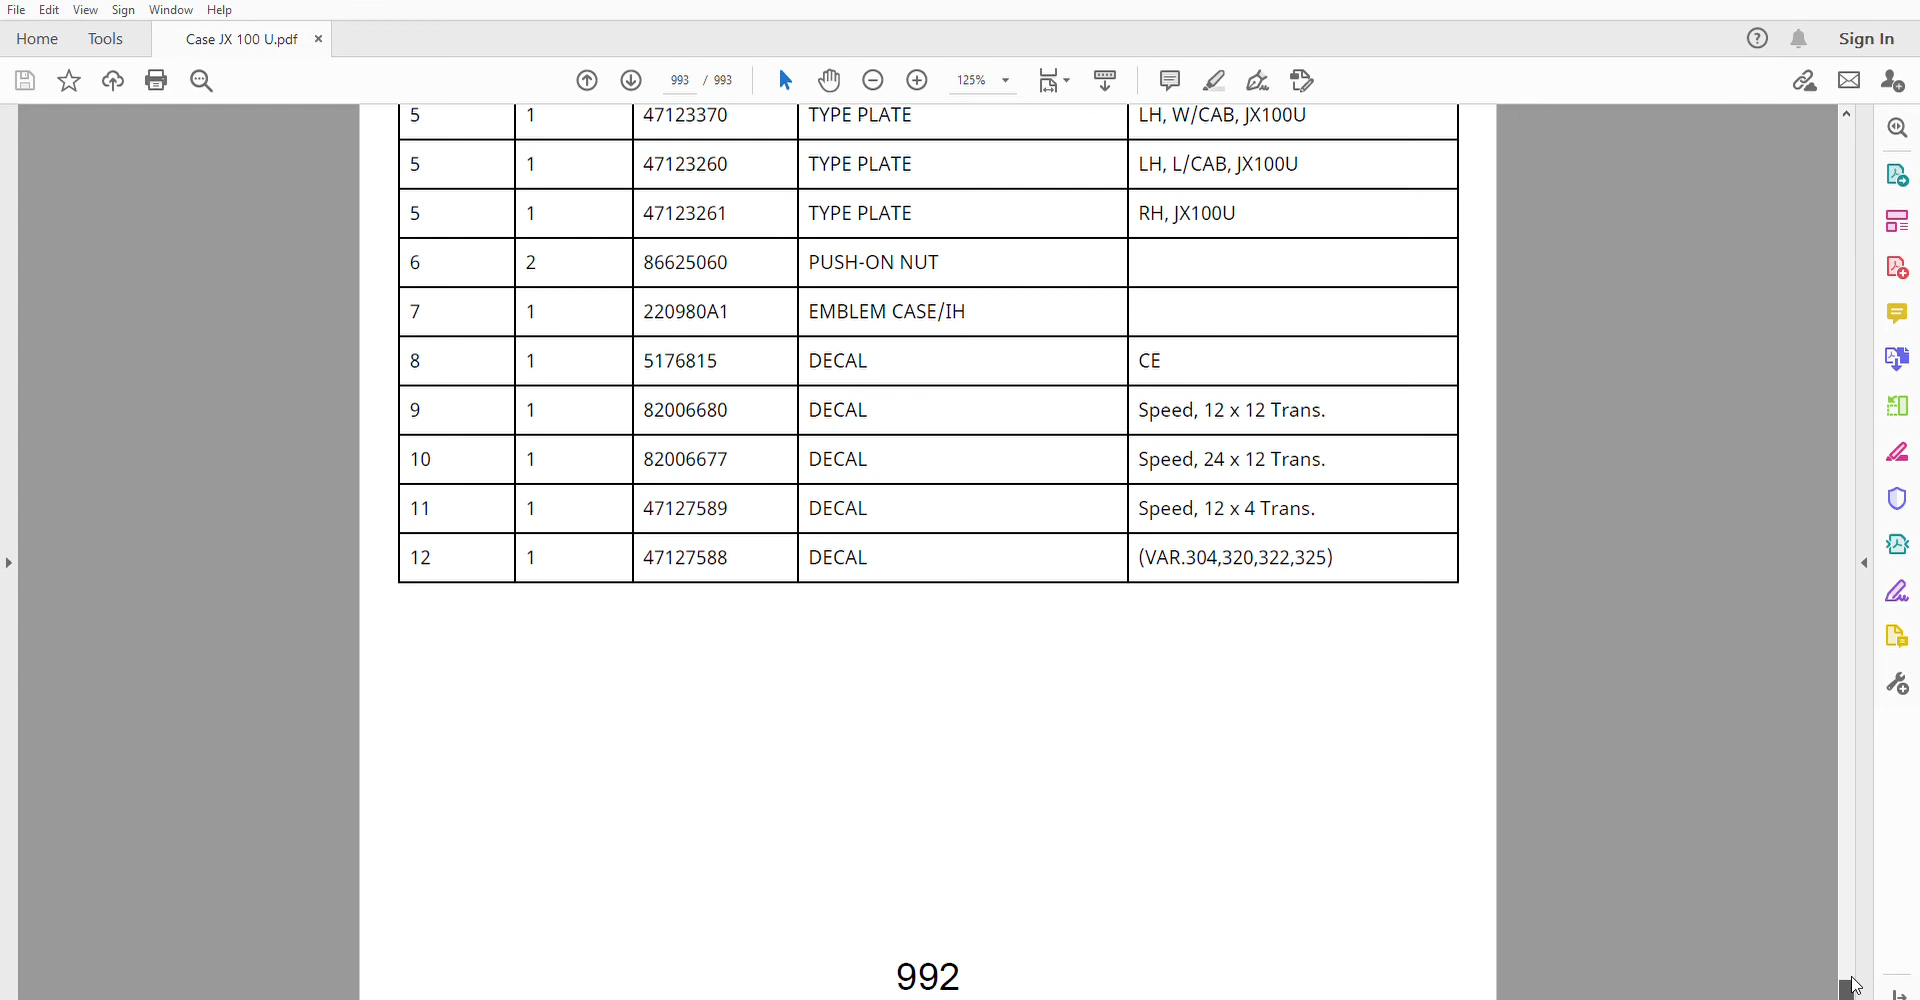 File Edit View Sign Window Help
Home Tools Case JX 100 U.pdf × Sign In
993 / 993 125%
5 1 47123370 TYPE PLATE LH, W/CAB, JX100U
5 1 47123260 TYPE PLATE LH, L/CAB, JX100U
5 1 47123261 TYPE PLATE RH, JX100U
6 2 86625060 PUSH-ON NUT
7 1 220980A1 EMBLEM CASE/IH
8 1 5176815 DECAL CE
9 1 82006680 DECAL Speed, 12 x 12 Trans.
10 1 82006677 DECAL Speed, 24 x 12 Trans.
11 1 47127589 DECAL Speed, 12 x 4 Trans.
12 1 47127588 DECAL (VAR.304,320,322,325)
992